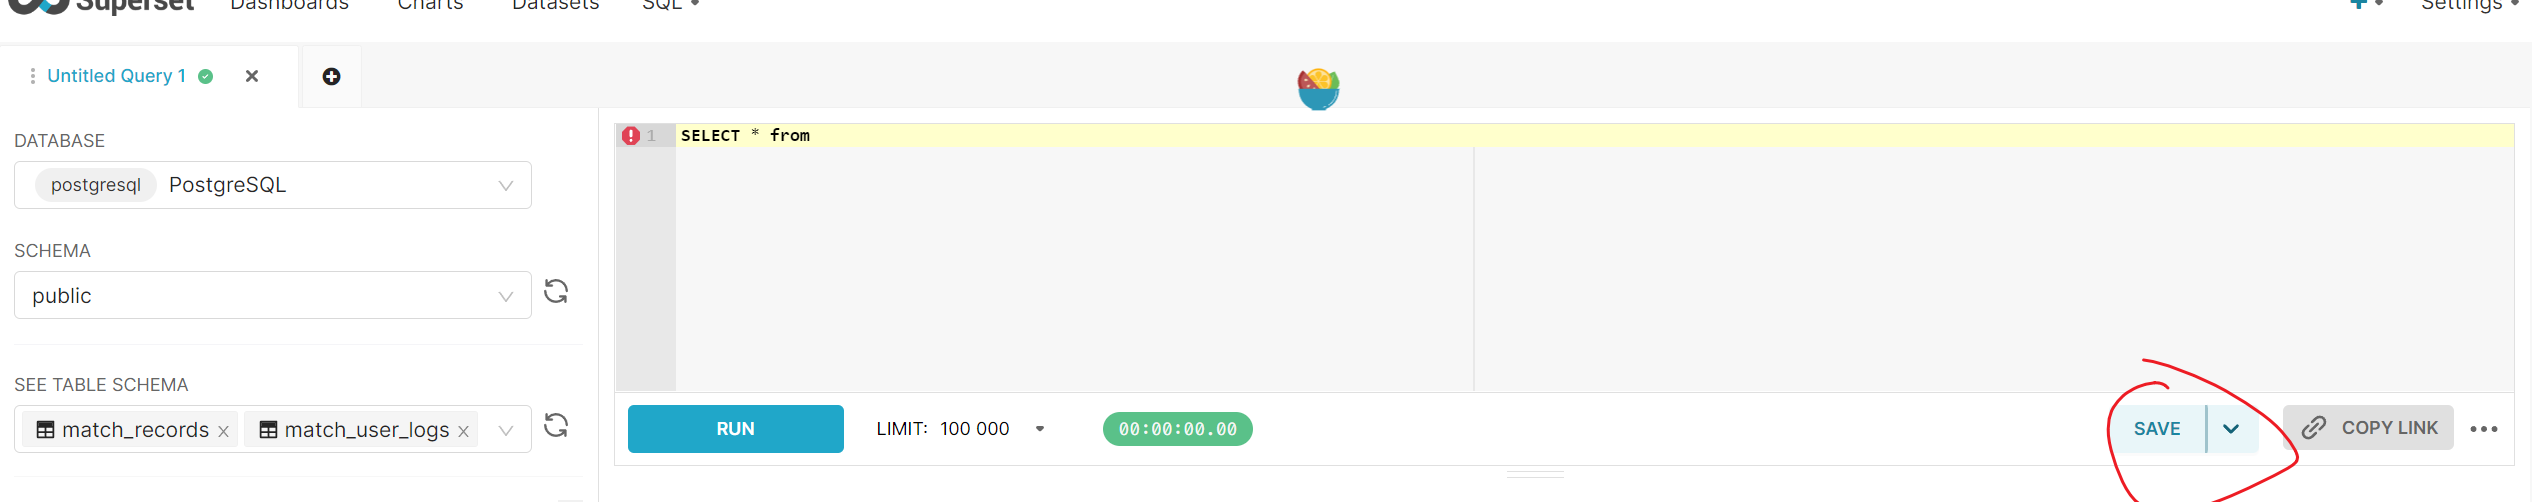 Superset Dashboards Charts Datasets SQL Settings
Untitled Query 1
DATABASE
postgresql PostgreSQL
SCHEMA
public
SEE TABLE SCHEMA
match_records match_user_logs
1 SELECT * from
RUN LIMIT: 100 000 00:00:00.00 SAVE COPY LINK